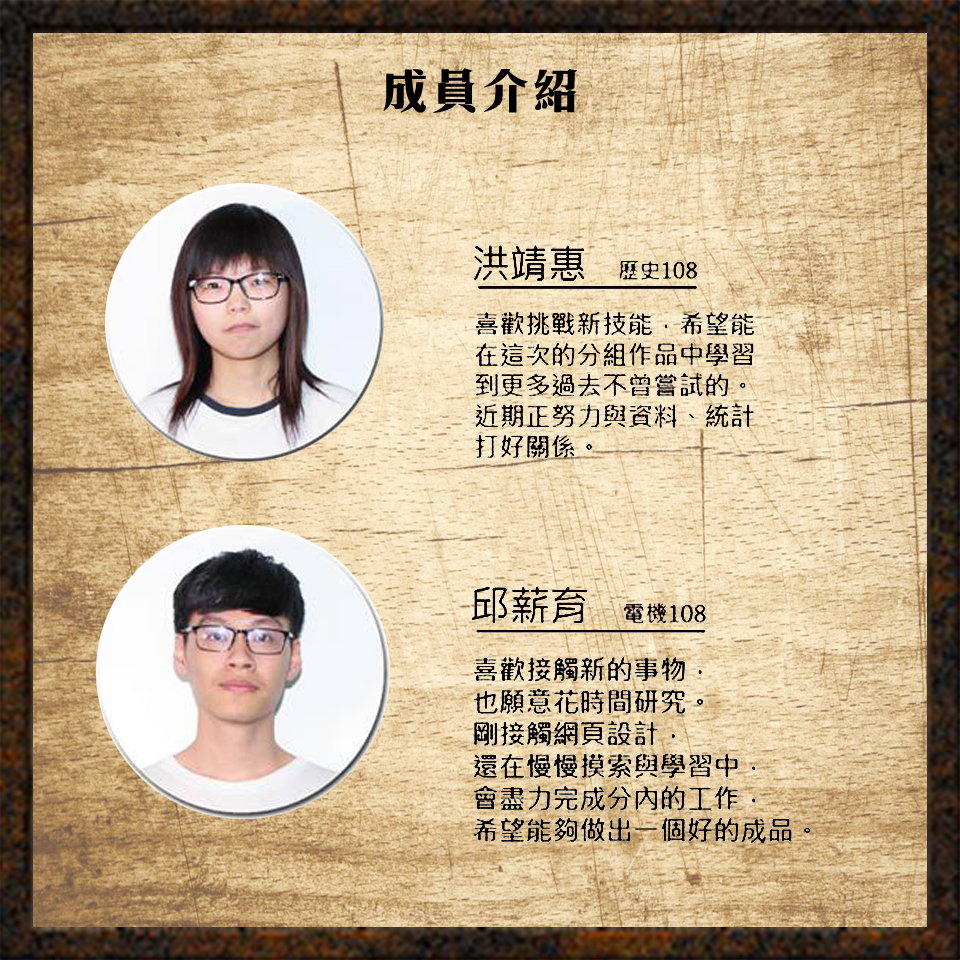 成員介紹
洪靖惠 歷史108
喜歡挑戰新技能，希望能
在這次的分組作品中學習
到更多過去不曾嘗試的。
近期正努力與資料、統計
打好關係。
邱薪育 電機108
喜歡接觸新的事物，
也願意花時間研究。
剛接觸網頁設計，
還在慢慢摸索與學習中，
會盡力完成分內的工作，
希望能夠做出一個好的成品。